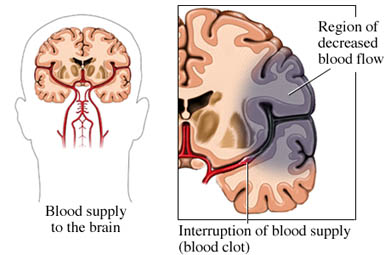 Blood supply
to the brain
Region of
decreased
blood flow
Interruption of blood supply
(blood clot)